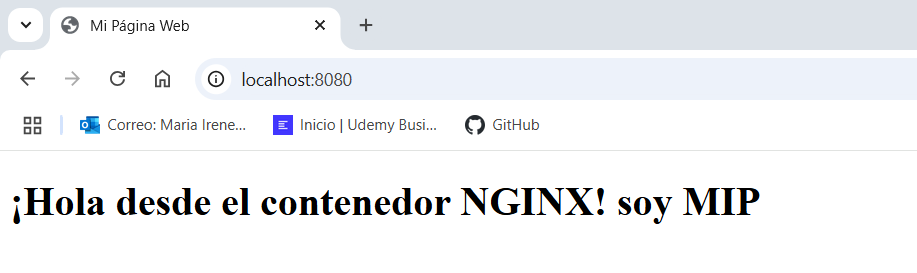 Mi Página Web
localhost:8080
Correo: Maria Irene... Inicio | Udemy Busi... GitHub
¡Hola desde el contenedor NGINX! soy MIP